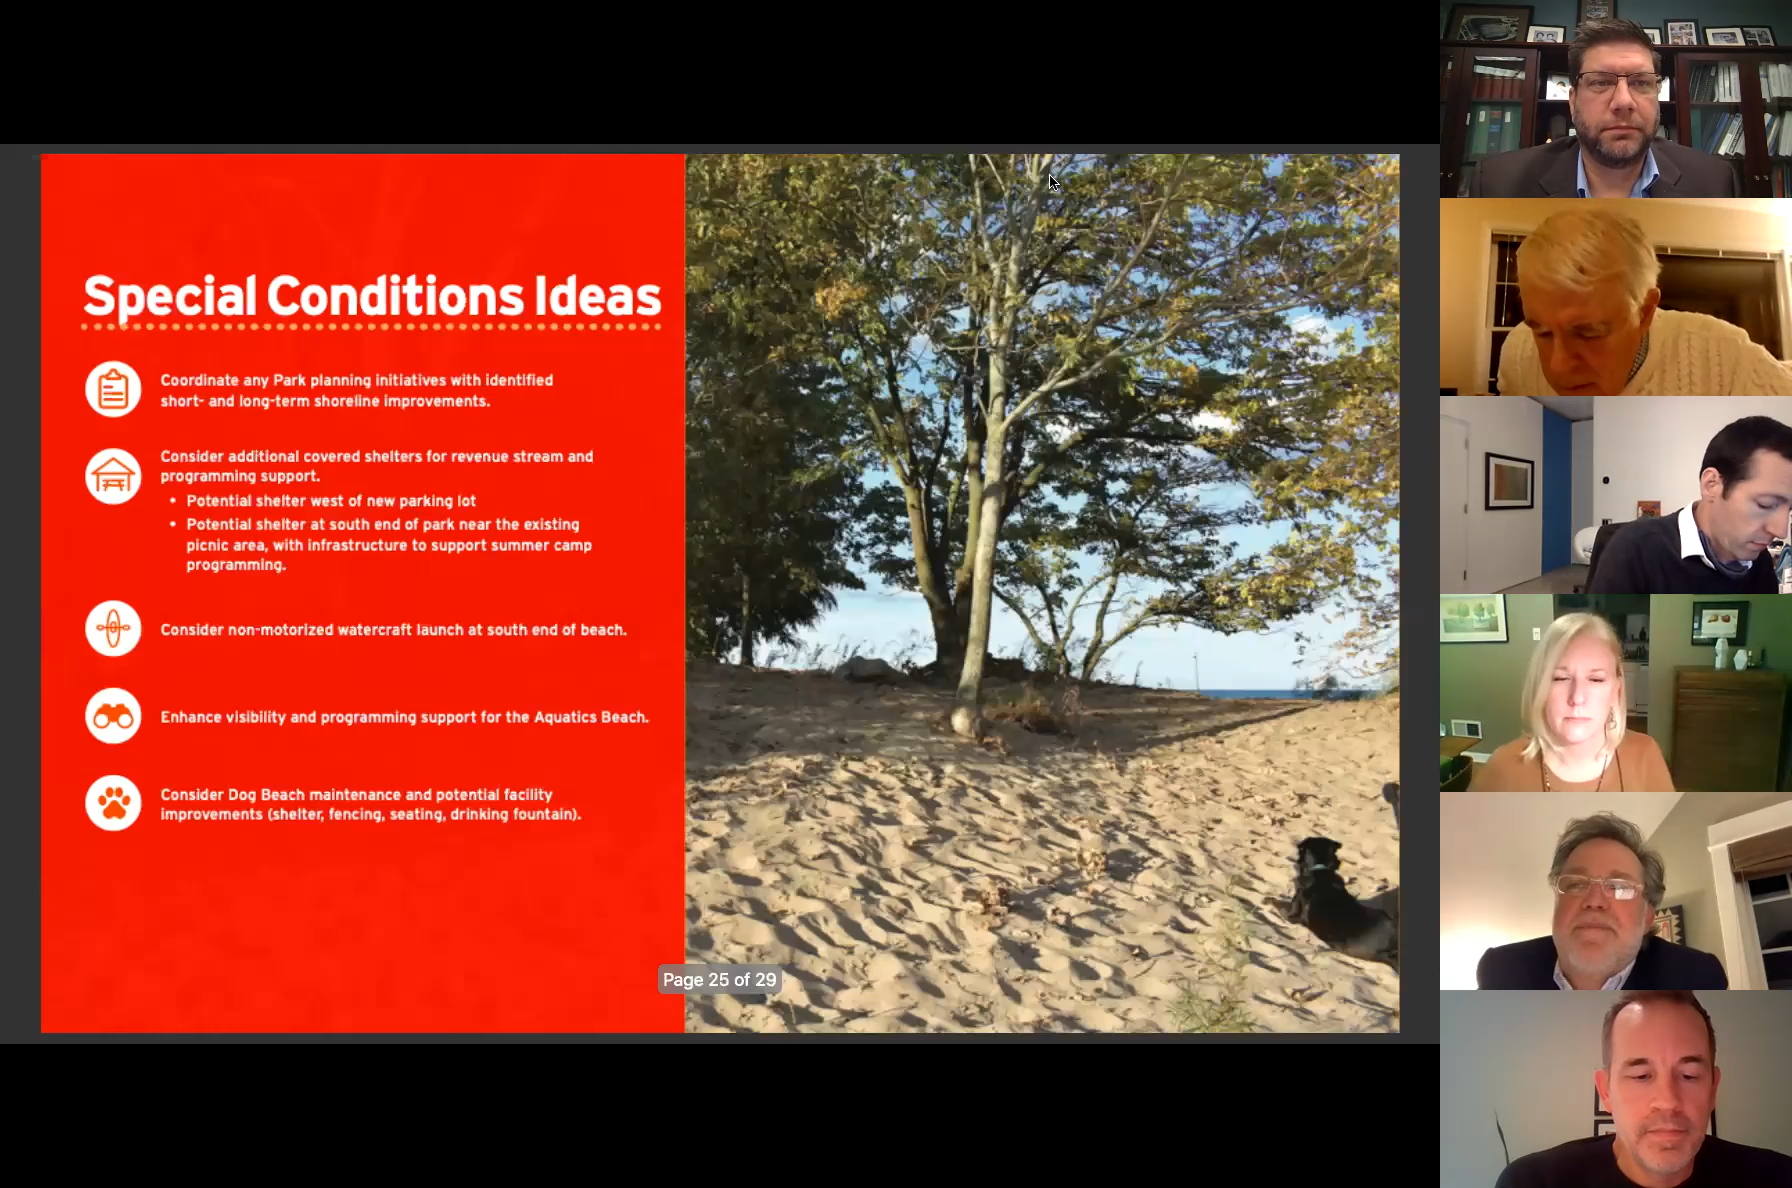 Special Conditions Ideas
Coordinate any Park planning initiatives with identified
short- and long-term shoreline improvements.
Consider additional covered shelters for revenue stream and
programming support.
• Potential shelter west of new parking lot
• Potential shelter at south end of park near the existing
picnic area, with infrastructure to support summer camp
programming.
Consider non-motorized watercraft launch at south end of beach.
Enhance visibility and programming support for the Aquatics Beach.
Consider Dog Beach maintenance and potential facility
improvements (shelter, fencing, seating, drinking fountain).
Page 25 of 29